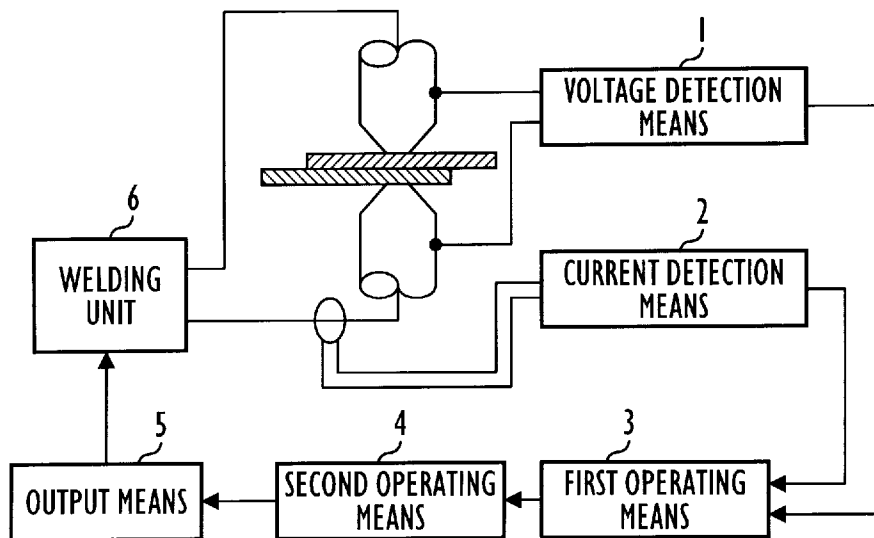 1
VOLTAGE DETECTION
MEANS
2
CURRENT DETECTION
MEANS
6
WELDING
UNIT
5
OUTPUT MEANS
4
SECOND OPERATING
MEANS
3
FIRST OPERATING
MEANS